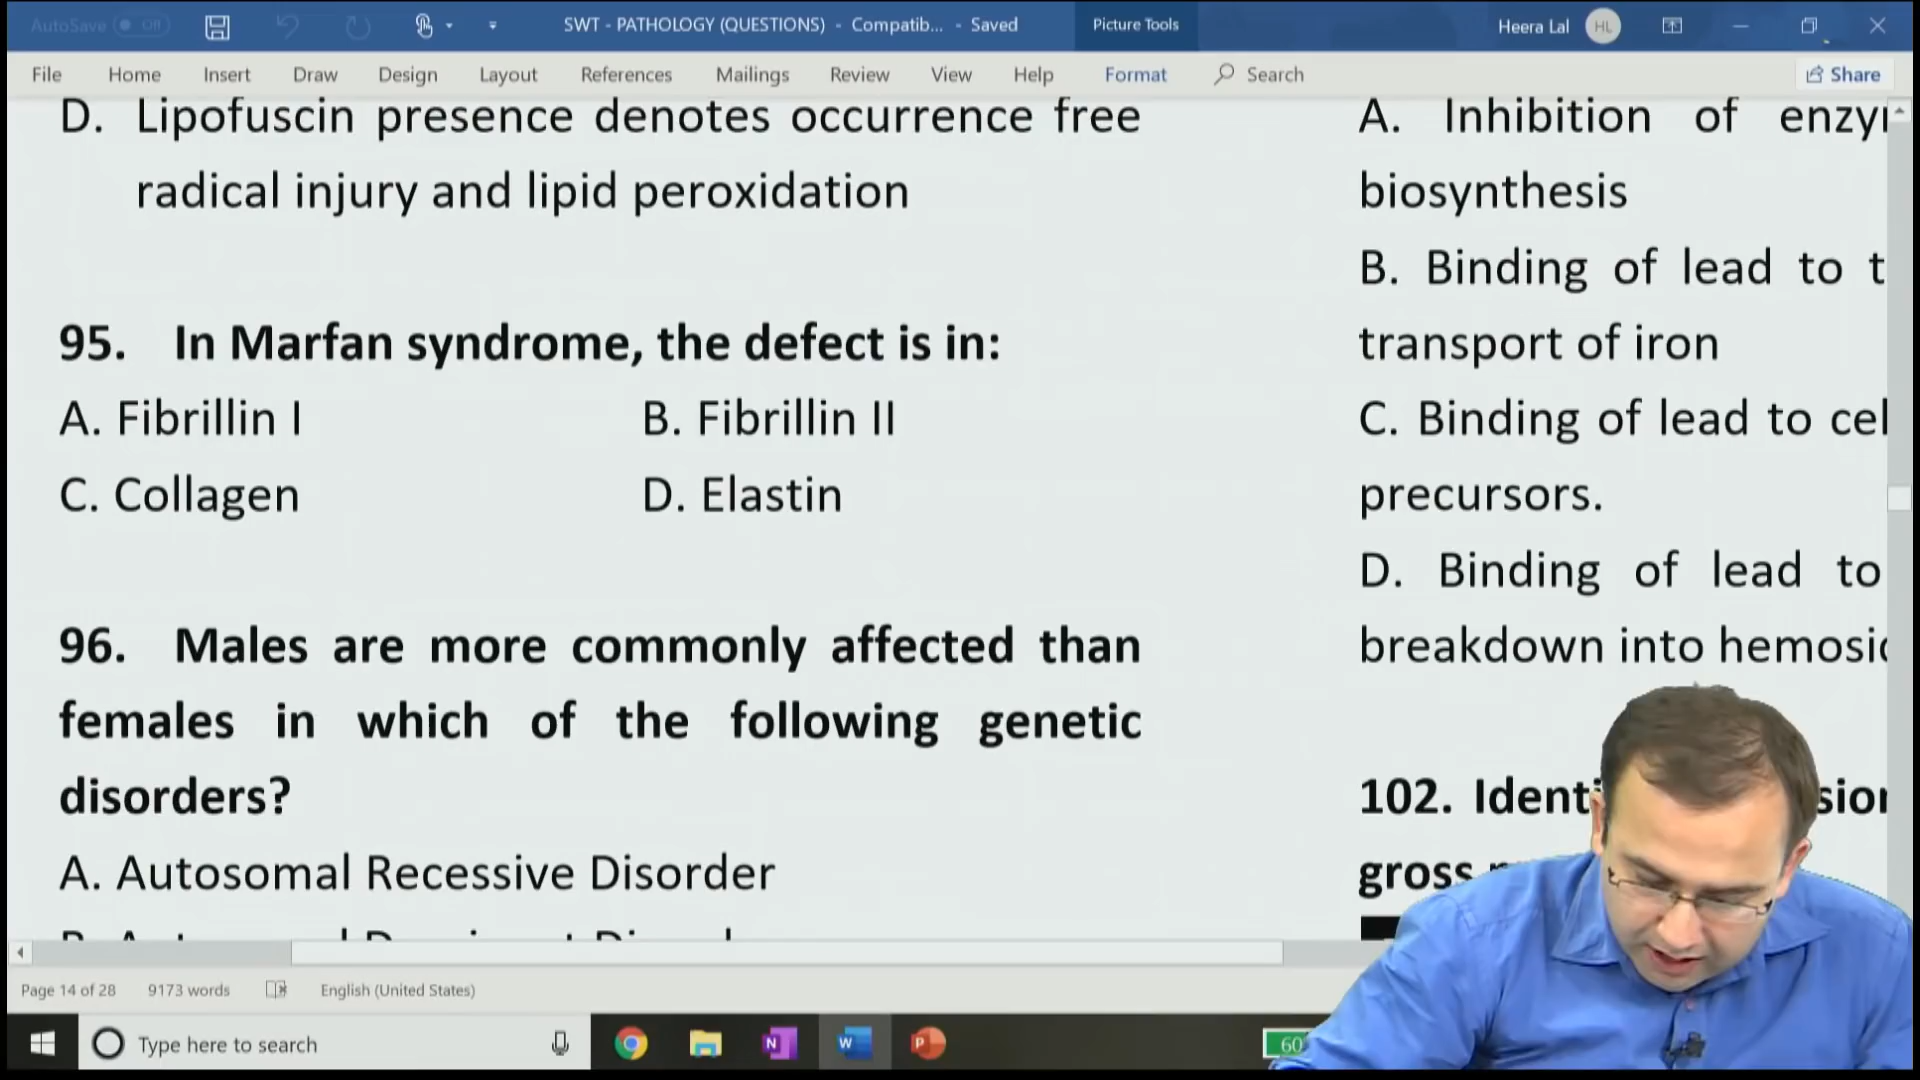 AutoSave Off
SWT - PATHOLOGY (QUESTIONS) - Compatib... - Saved
Picture Tools
Heera Lal HL
File Home Insert Draw Design Layout References Mailings Review View Help Format Search Share
D. Lipofuscin presence denotes occurrence free
radical injury and lipid peroxidation
95. In Marfan syndrome, the defect is in:
A. Fibrillin I B. Fibrillin II
C. Collagen D. Elastin
96. Males are more commonly affected than
females in which of the following genetic
disorders?
A. Autosomal Recessive Disorder
A. Inhibition of
biosynthesis
B. Binding of lead to
transport of iron
C. Binding of lead to
precursors.
D. Binding of lead to
breakdown into
102.
gross
Page 14 of 28 9173 words English (United States)
Type here to search
60